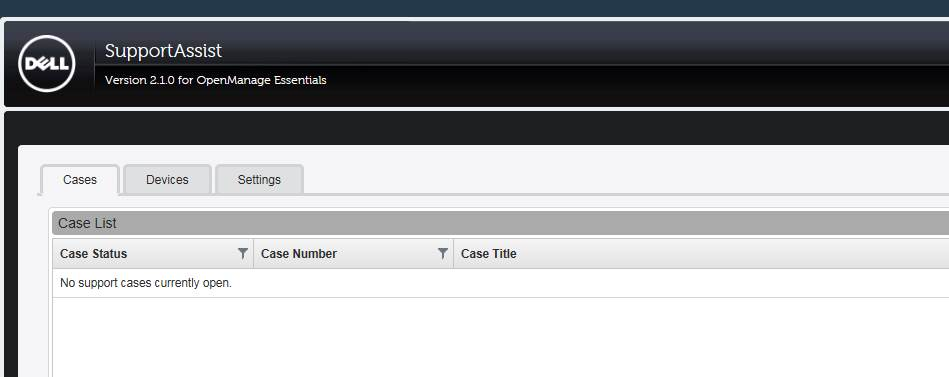 DELL
SupportAssist
Version 2.1.0 for OpenManage Essentials
Cases Devices Settings
Case List
Case Status Case Number Case Title
No support cases currently open.